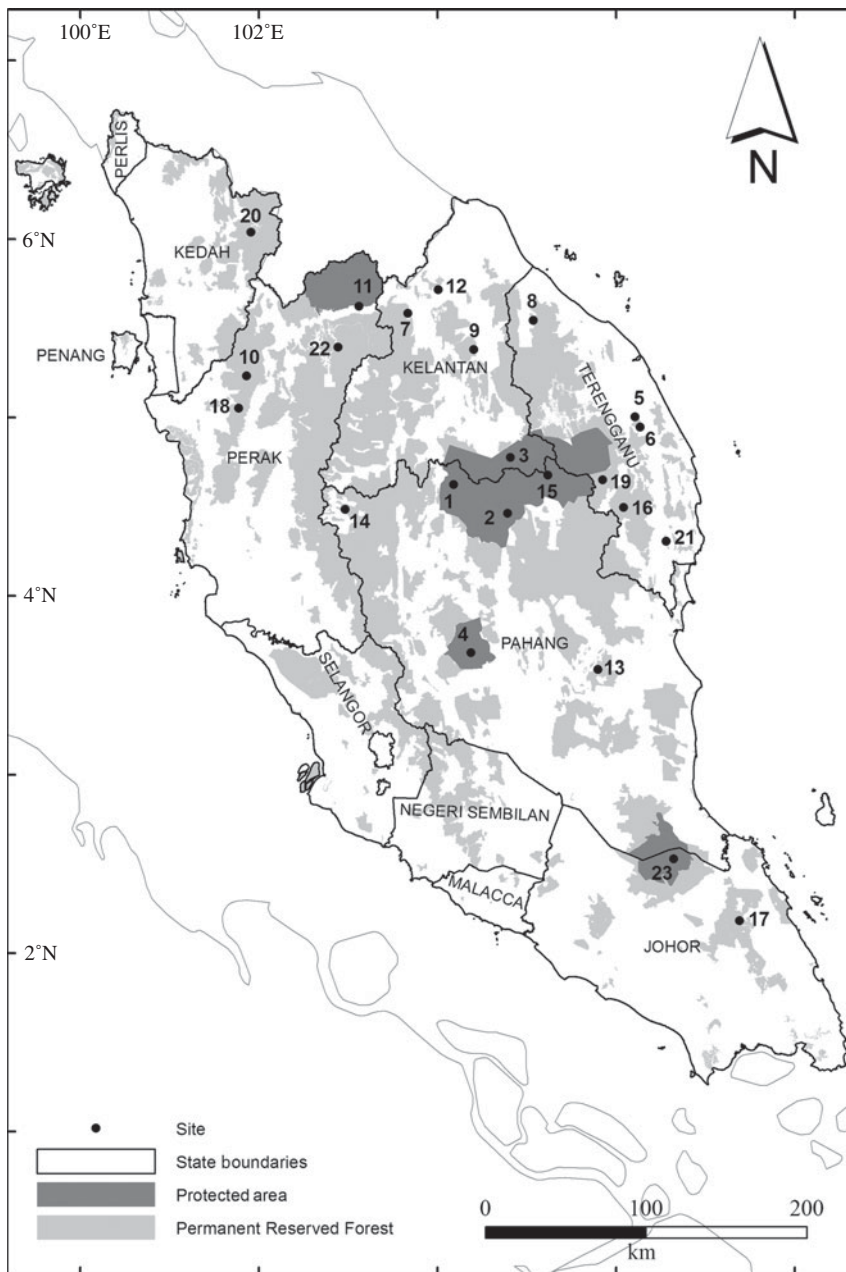 100˚E 102˚E
N
PERLIS
20
6˚N
KEDAH
11
12
8
7
9
PENANG
22
KELANTAN
10
TERENGGANU
18
5
6
PERAK
3
1
15
19
2
16
14
21
4˚N
4
PAHANG
13
SELANGOR
NEGERI SEMBILAN
23
MALACCA
17
JOHOR
2˚N
Site
State boundaries
Protected area
Permanent Reserved Forest
0 100 200
km